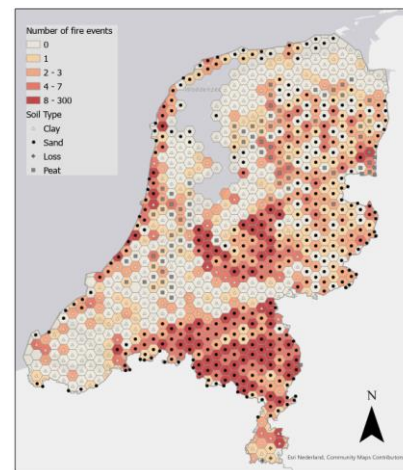 Number of fire events
0
1
2 - 3
4 - 7
8 - 300
Soil Type
Clay
Sand
Loss
Peat
N
Esri Nederland, Community Maps Contributors